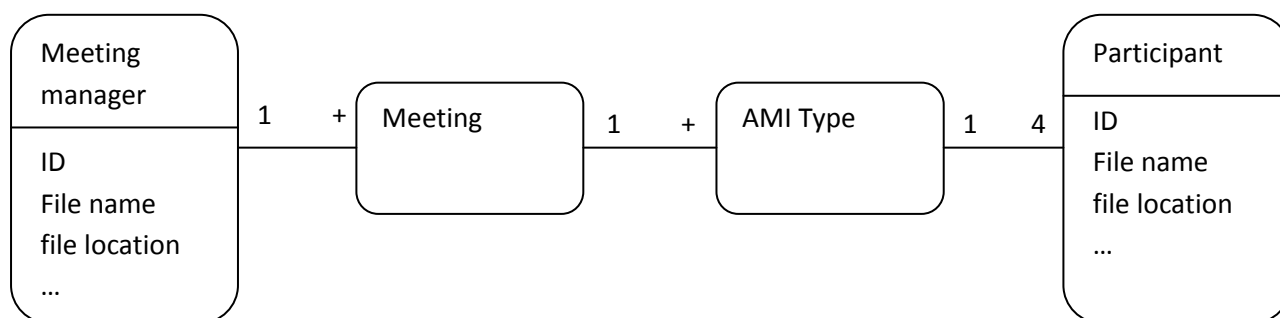 Meeting
manager
ID
File name
file location
...
1 +
Meeting
1 +
AMI Type
1 4
Participant
ID
File name
file location
...